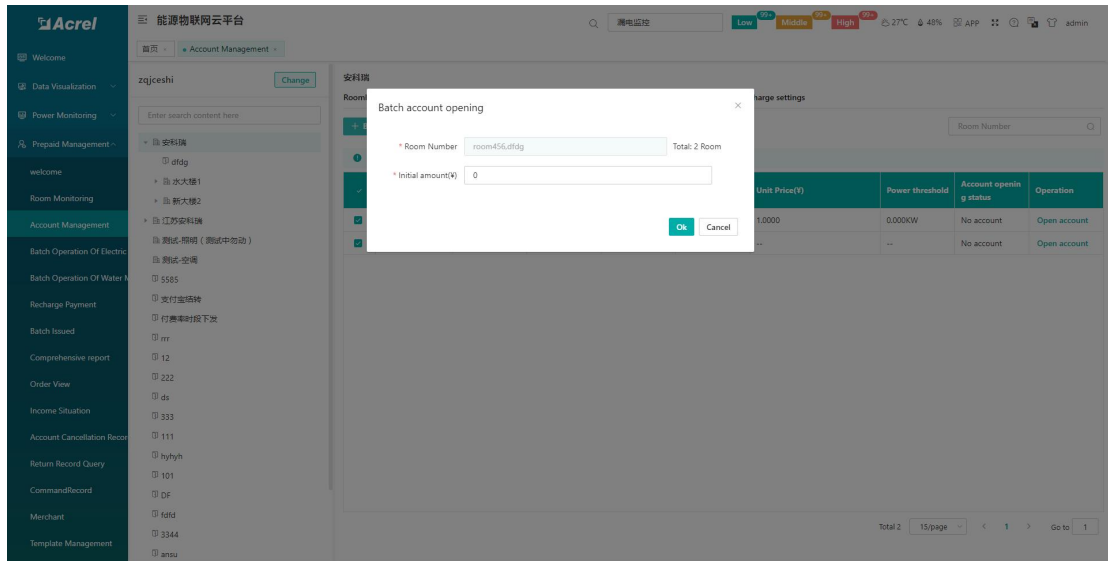 Acrel
能源物联网云平台
漏电监控
Low 99+ Middle 99+ High 99+ 27℃ 48% APP admin
首页 Account Management
Welcome
Data Visualization
Power Monitoring
Prepaid Management
welcome
Room Monitoring
Account Management
Batch Operation Of Electric
Batch Operation Of Water M
Recharge Payment
Batch Issued
Comprehensive report
Order View
Income Situation
Account Cancellation Recor
Return Record Query
CommandRecord
Merchant
Template Management
zqjceshi Change
Enter search content here
安科瑞
dfdg
水大楼1
新大楼2
江苏安科瑞
测试-照明 ( 测试中勿动 )
测试-空调
5585
支付宝结转
付费率时段下发
rrr
12
222
ds
333
111
hyhyh
101
DF
fdfd
3344
ansu
安科瑞
harge settings
Room Number
Batch account opening
* Room Number room456,dfdg Total: 2 Room
* Initial amount(¥) 0
Ok Cancel
Unit Price(¥) Power threshold Account openin
g status Operation
1.0000 0.000KW No account Open account
-- -- No account Open account
Total 2 15/page < 1 > Go to 1